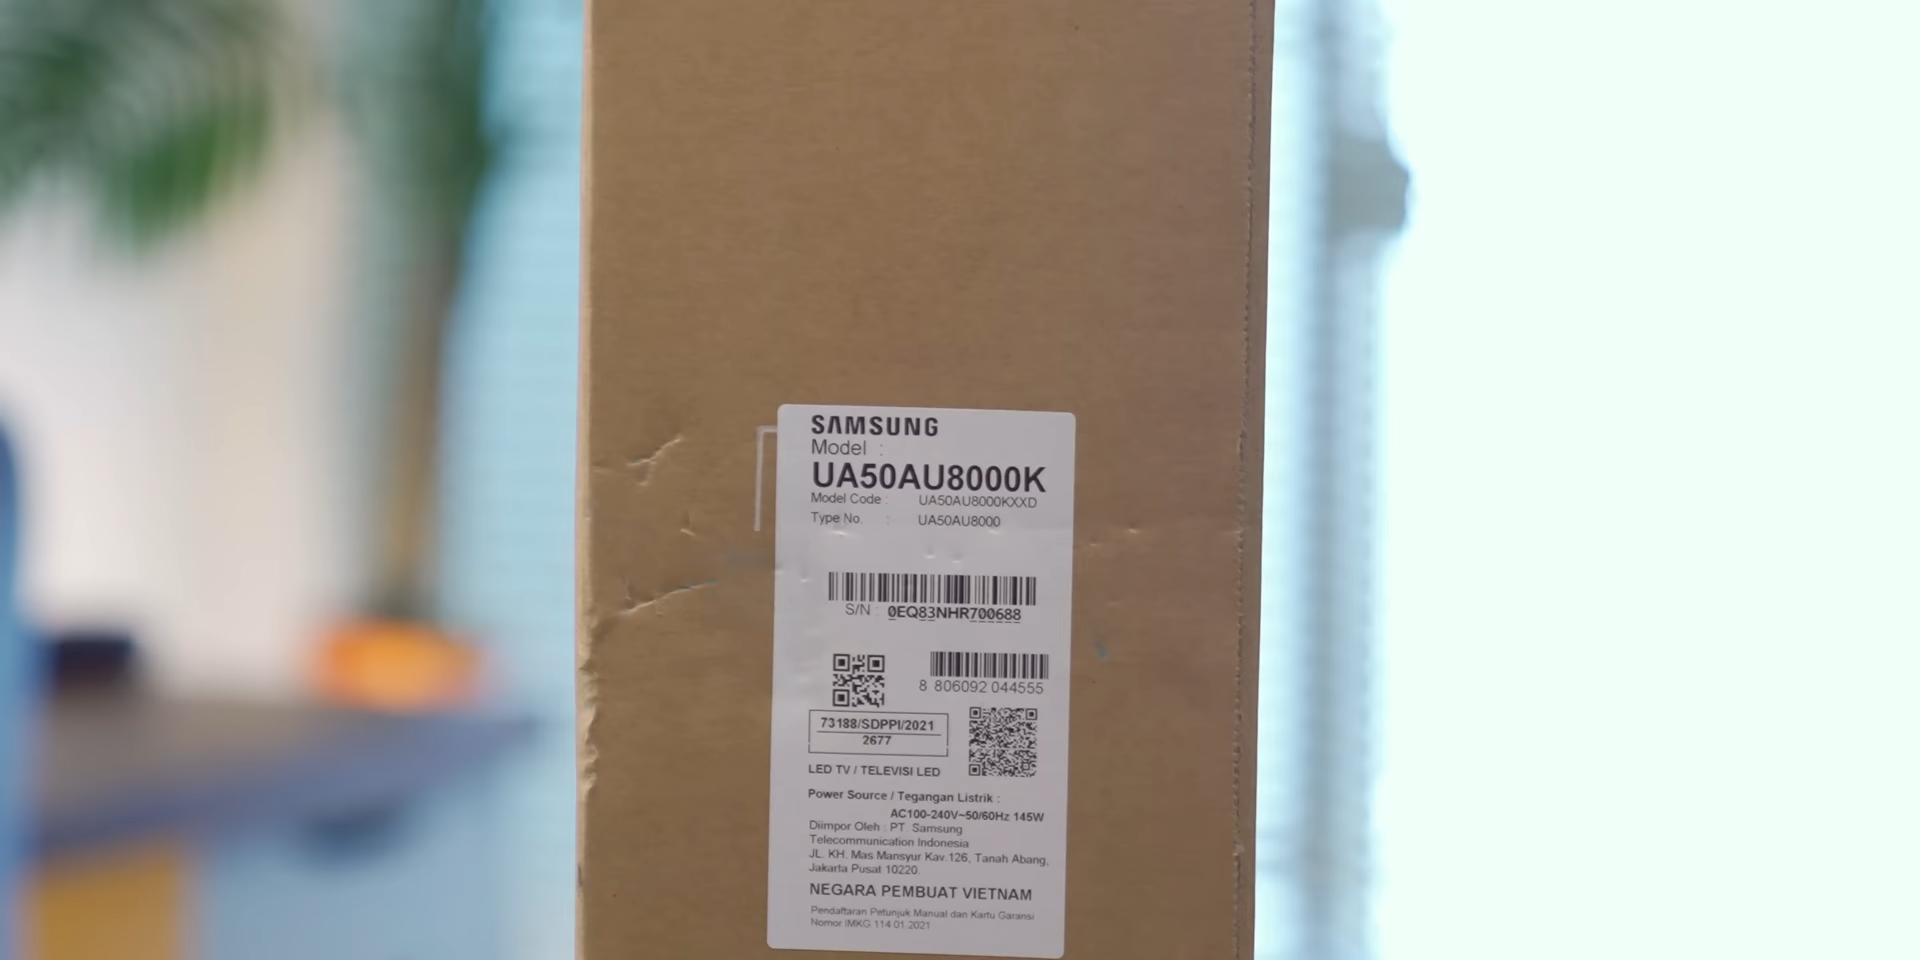 SAMSUNG
Model :
UA50AU8000K
Model Code : UA50AU8000KXXD
Type No. : UA50AU8000
S/N : 0EQ83NHR700688
8 806092 044555
73188/SDPPI/2021
2677
LED TV / TELEVISI LED
Power Source / Tegangan Listrik :
AC100-240V~50/60Hz 145W
Diimpor Oleh : PT. Samsung
Telecommunication Indonesia
JL. KH. Mas Mansyur Kav.126, Tanah Abang,
Jakarta Pusat 10220.
NEGARA PEMBUAT VIETNAM
Pendaftaran Petunjuk Manual dan Kartu Garansi
Nomor IMKG.114.01.2021